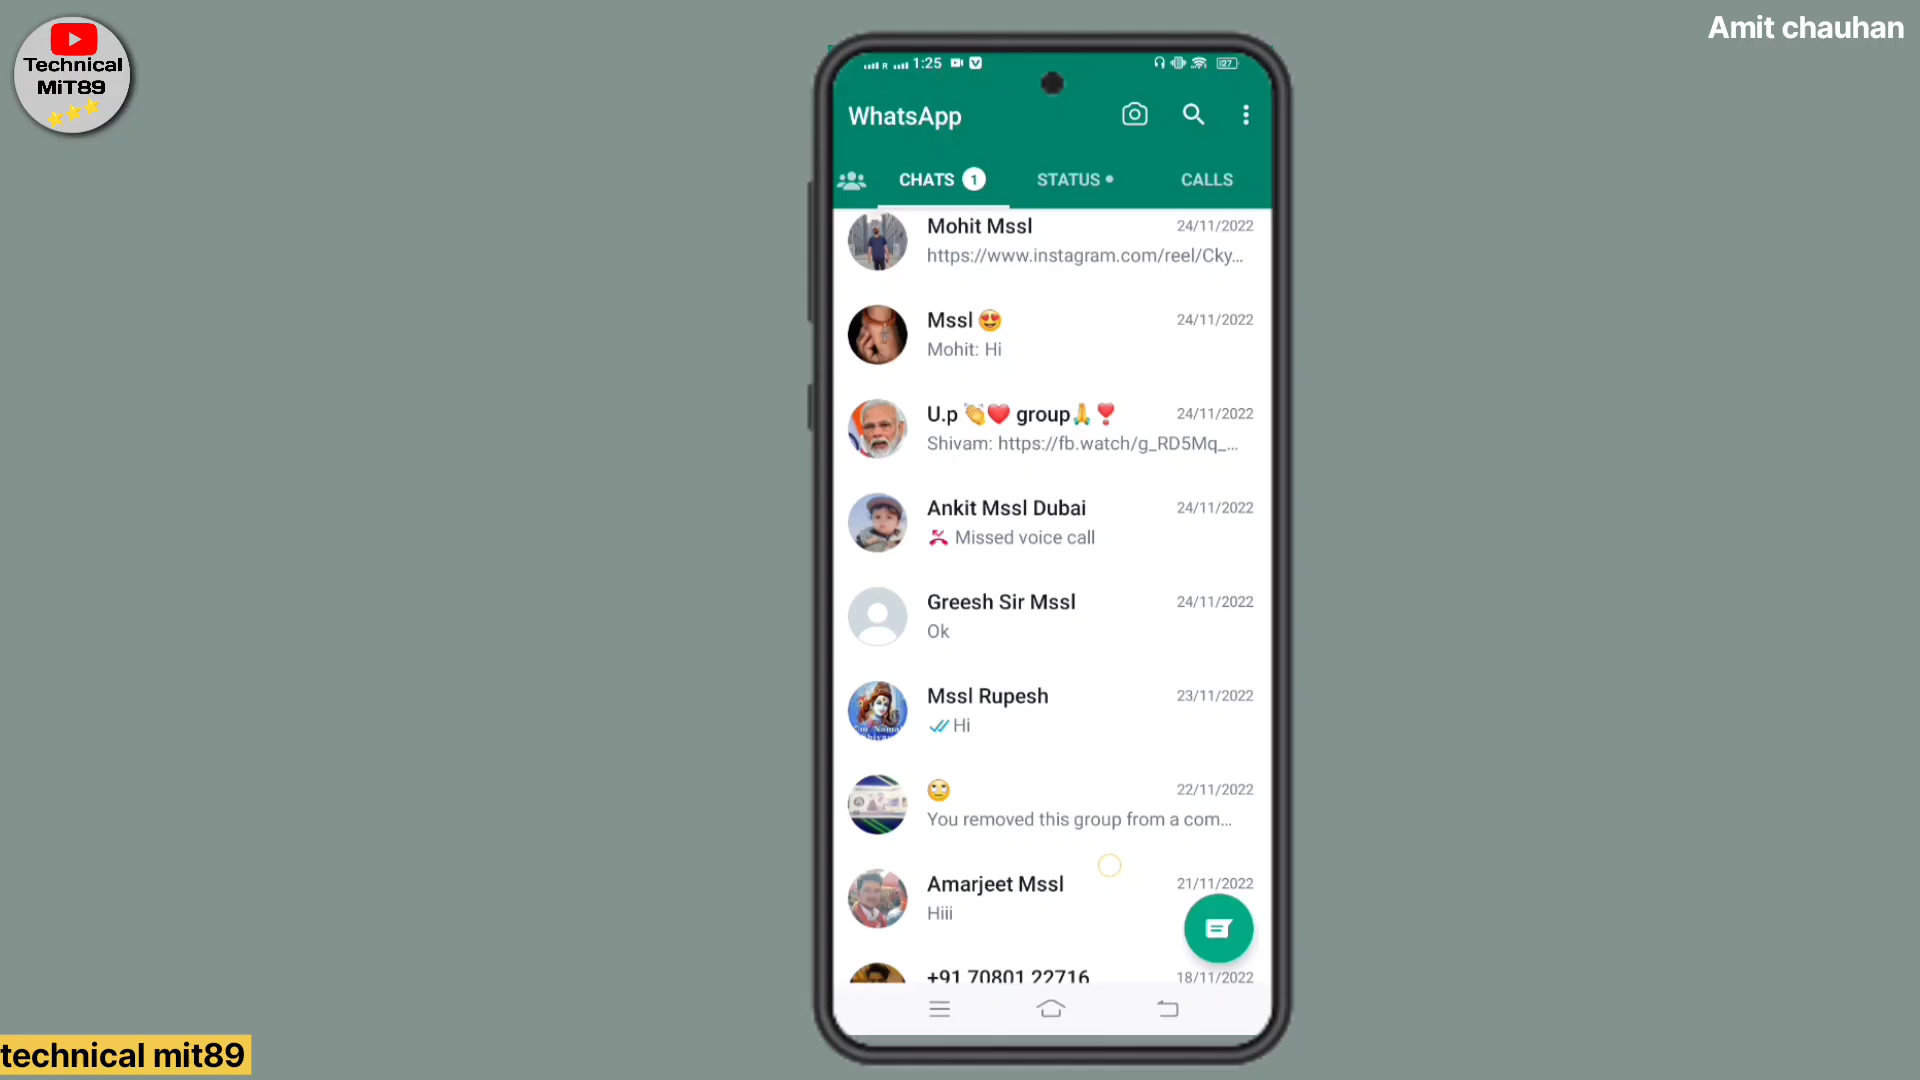 Technical
MiT89
Amit chauhan
R 1:25 27
WhatsApp
CHATS 1 STATUS CALLS
Mohit Mssl 24/11/2022
https://www.instagram.com/reel/Cky...
Mssl 😍 24/11/2022
Mohit: Hi
U.p 👏❤️ group🙏❣️ 24/11/2022
Shivam: https://fb.watch/g_RD5Mq_...
Ankit Mssl Dubai 24/11/2022
Missed voice call
Greesh Sir Mssl 24/11/2022
Ok
Mssl Rupesh 23/11/2022
Hi
🙄 22/11/2022
You removed this group from a com...
Amarjeet Mssl 21/11/2022
Hiii
+91 70801 22716 18/11/2022
technical mit89